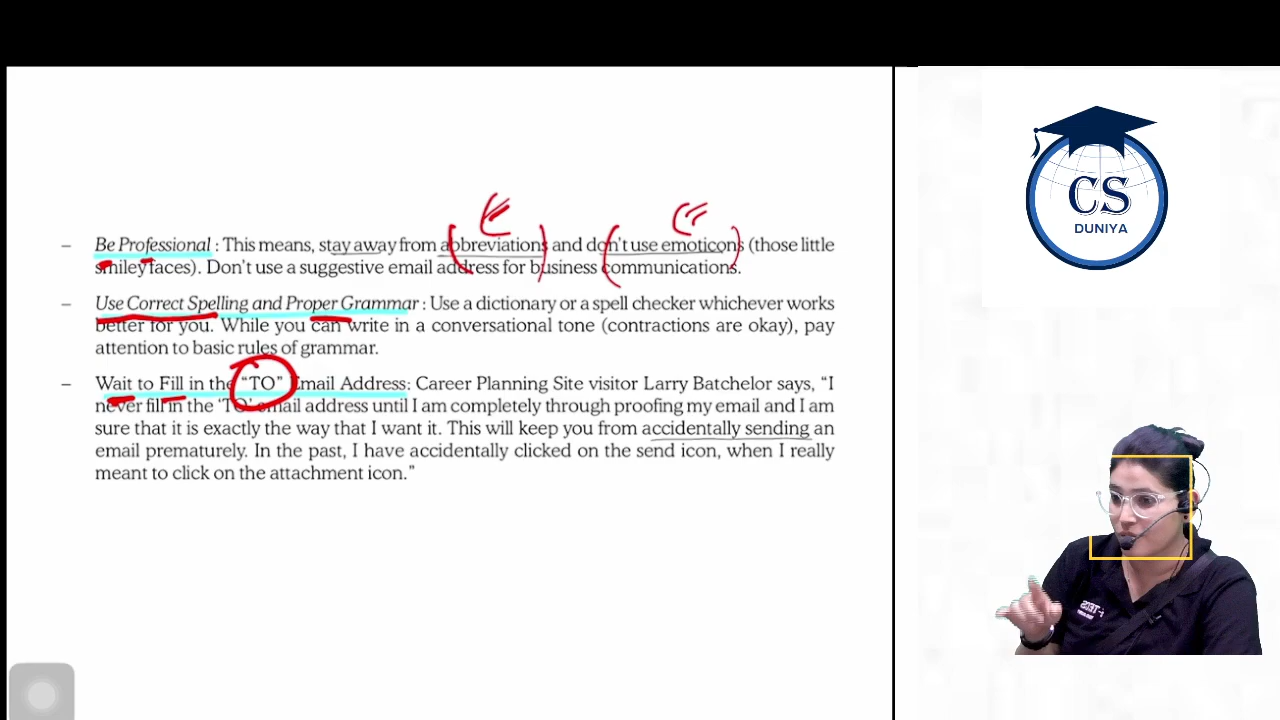 – Be Professional : This means, stay away from abbreviations and don't use emoticons (those little
smiley faces). Don't use a suggestive email address for business communications.
– Use Correct Spelling and Proper Grammar : Use a dictionary or a spell checker whichever works
better for you. While you can write in a conversational tone (contractions are okay), pay
attention to basic rules of grammar.
– Wait to Fill in the "TO" Email Address: Career Planning Site visitor Larry Batchelor says, "I
never fill in the 'TO' email address until I am completely through proofing my email and I am
sure that it is exactly the way that I want it. This will keep you from accidentally sending an
email prematurely. In the past, I have accidentally clicked on the send icon, when I really
meant to click on the attachment icon."
CS
DUNIYA